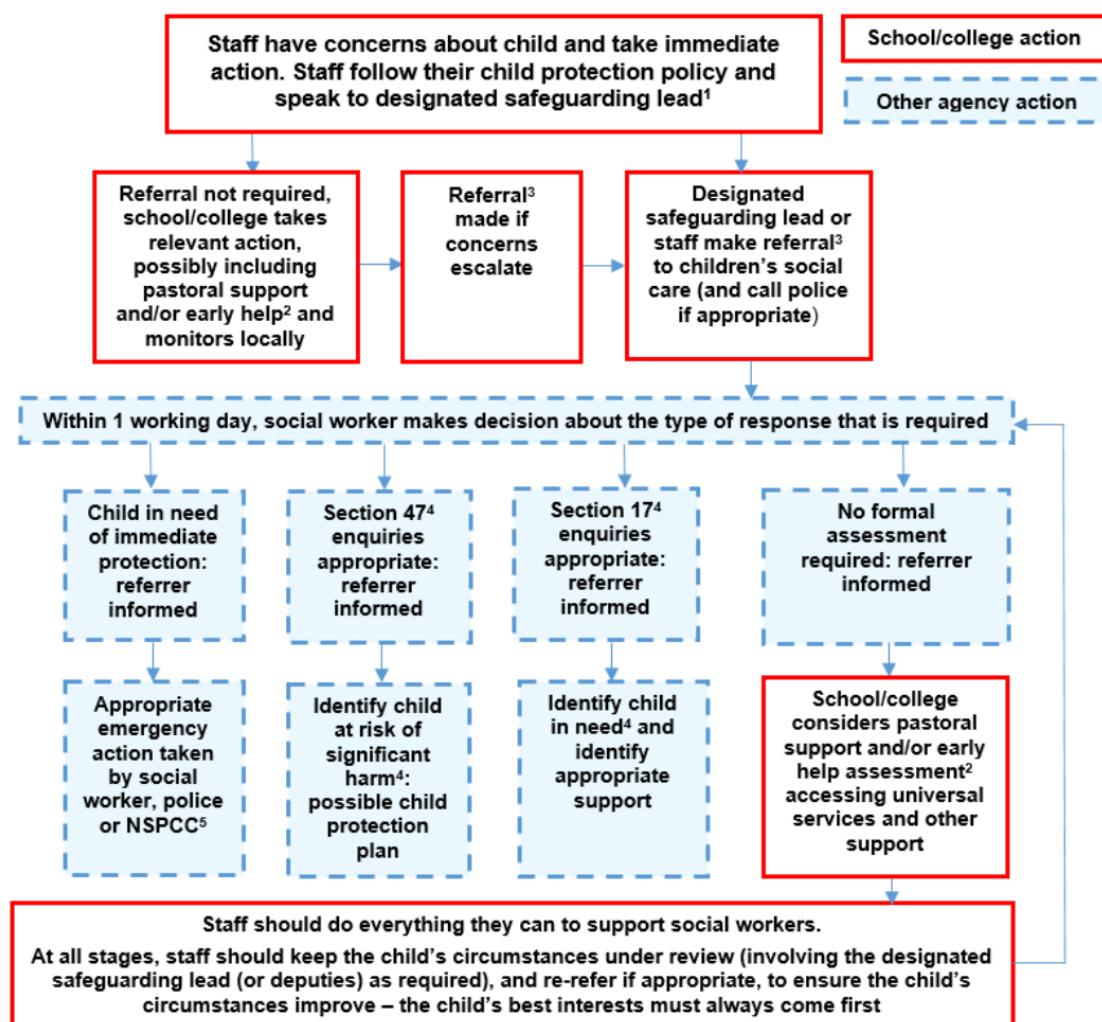 Staff have concerns about child and take immediate
action. Staff follow their child protection policy and
speak to designated safeguarding lead¹
School/college action
Other agency action
Referral not required,
school/college takes
relevant action,
possibly including
pastoral support
and/or early help² and
monitors locally
Referral³
made if
concerns
escalate
Designated
safeguarding lead or
staff make referral³
to children’s social
care (and call police
if appropriate)
Within 1 working day, social worker makes decision about the type of response that is required
Child in need
of immediate
protection:
referrer
informed
Section 47⁴
enquiries
appropriate:
referrer
informed
Section 17⁴
enquiries
appropriate:
referrer
informed
No formal
assessment
required: referrer
informed
Appropriate
emergency
action taken
by social
worker, police
or NSPCC⁵
Identify child
at risk of
significant
harm⁴:
possible child
protection
plan
Identify child
in need⁴ and
identify
appropriate
support
School/college
considers pastoral
support and/or early
help assessment²
accessing universal
services and other
support
Staff should do everything they can to support social workers.
At all stages, staff should keep the child’s circumstances under review (involving the designated
safeguarding lead (or deputies) as required), and re-refer if appropriate, to ensure the child’s
circumstances improve – the child’s best interests must always come first